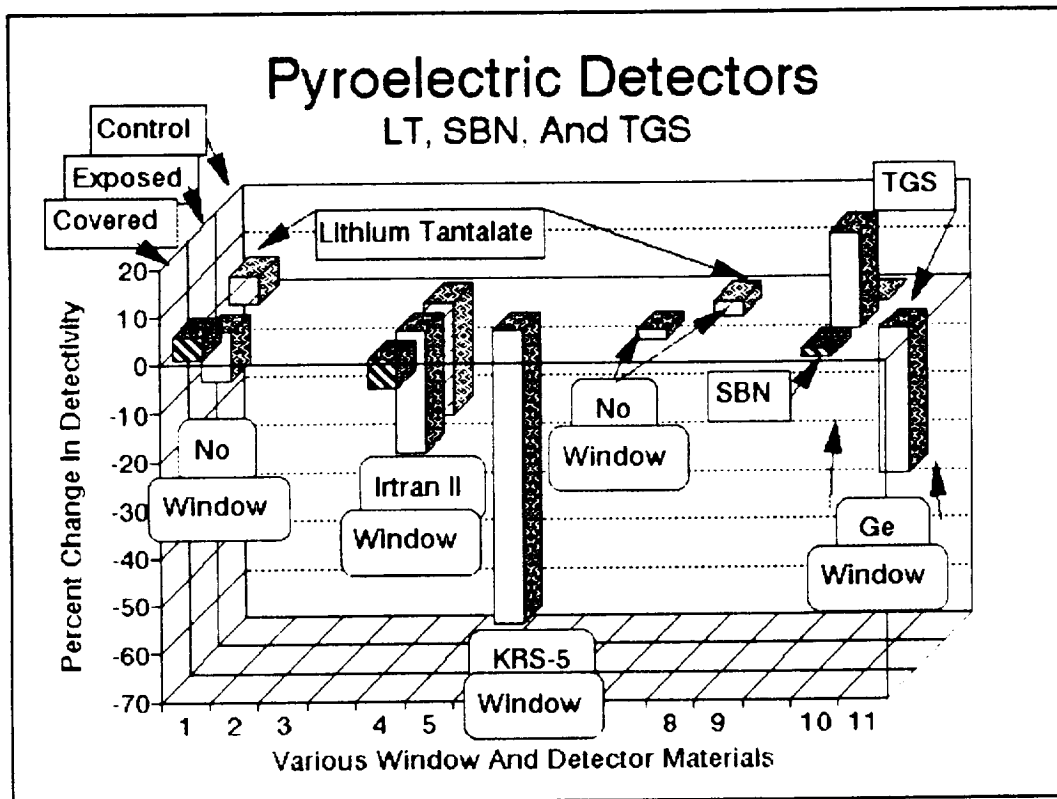 Pyroelectric Detectors
LT, SBN, And TGS
Control
Exposed
Covered
TGS
Lithium Tantalate
SBN
No
Window
Irtran II
Window
KRS-5
Window
No
Window
Ge
Window
Percent Change In Detectivity
20
10
0
-10
-20
-30
-40
-50
-60
-70
1 2 3 4 5 8 9 10 11
Various Window And Detector Materials